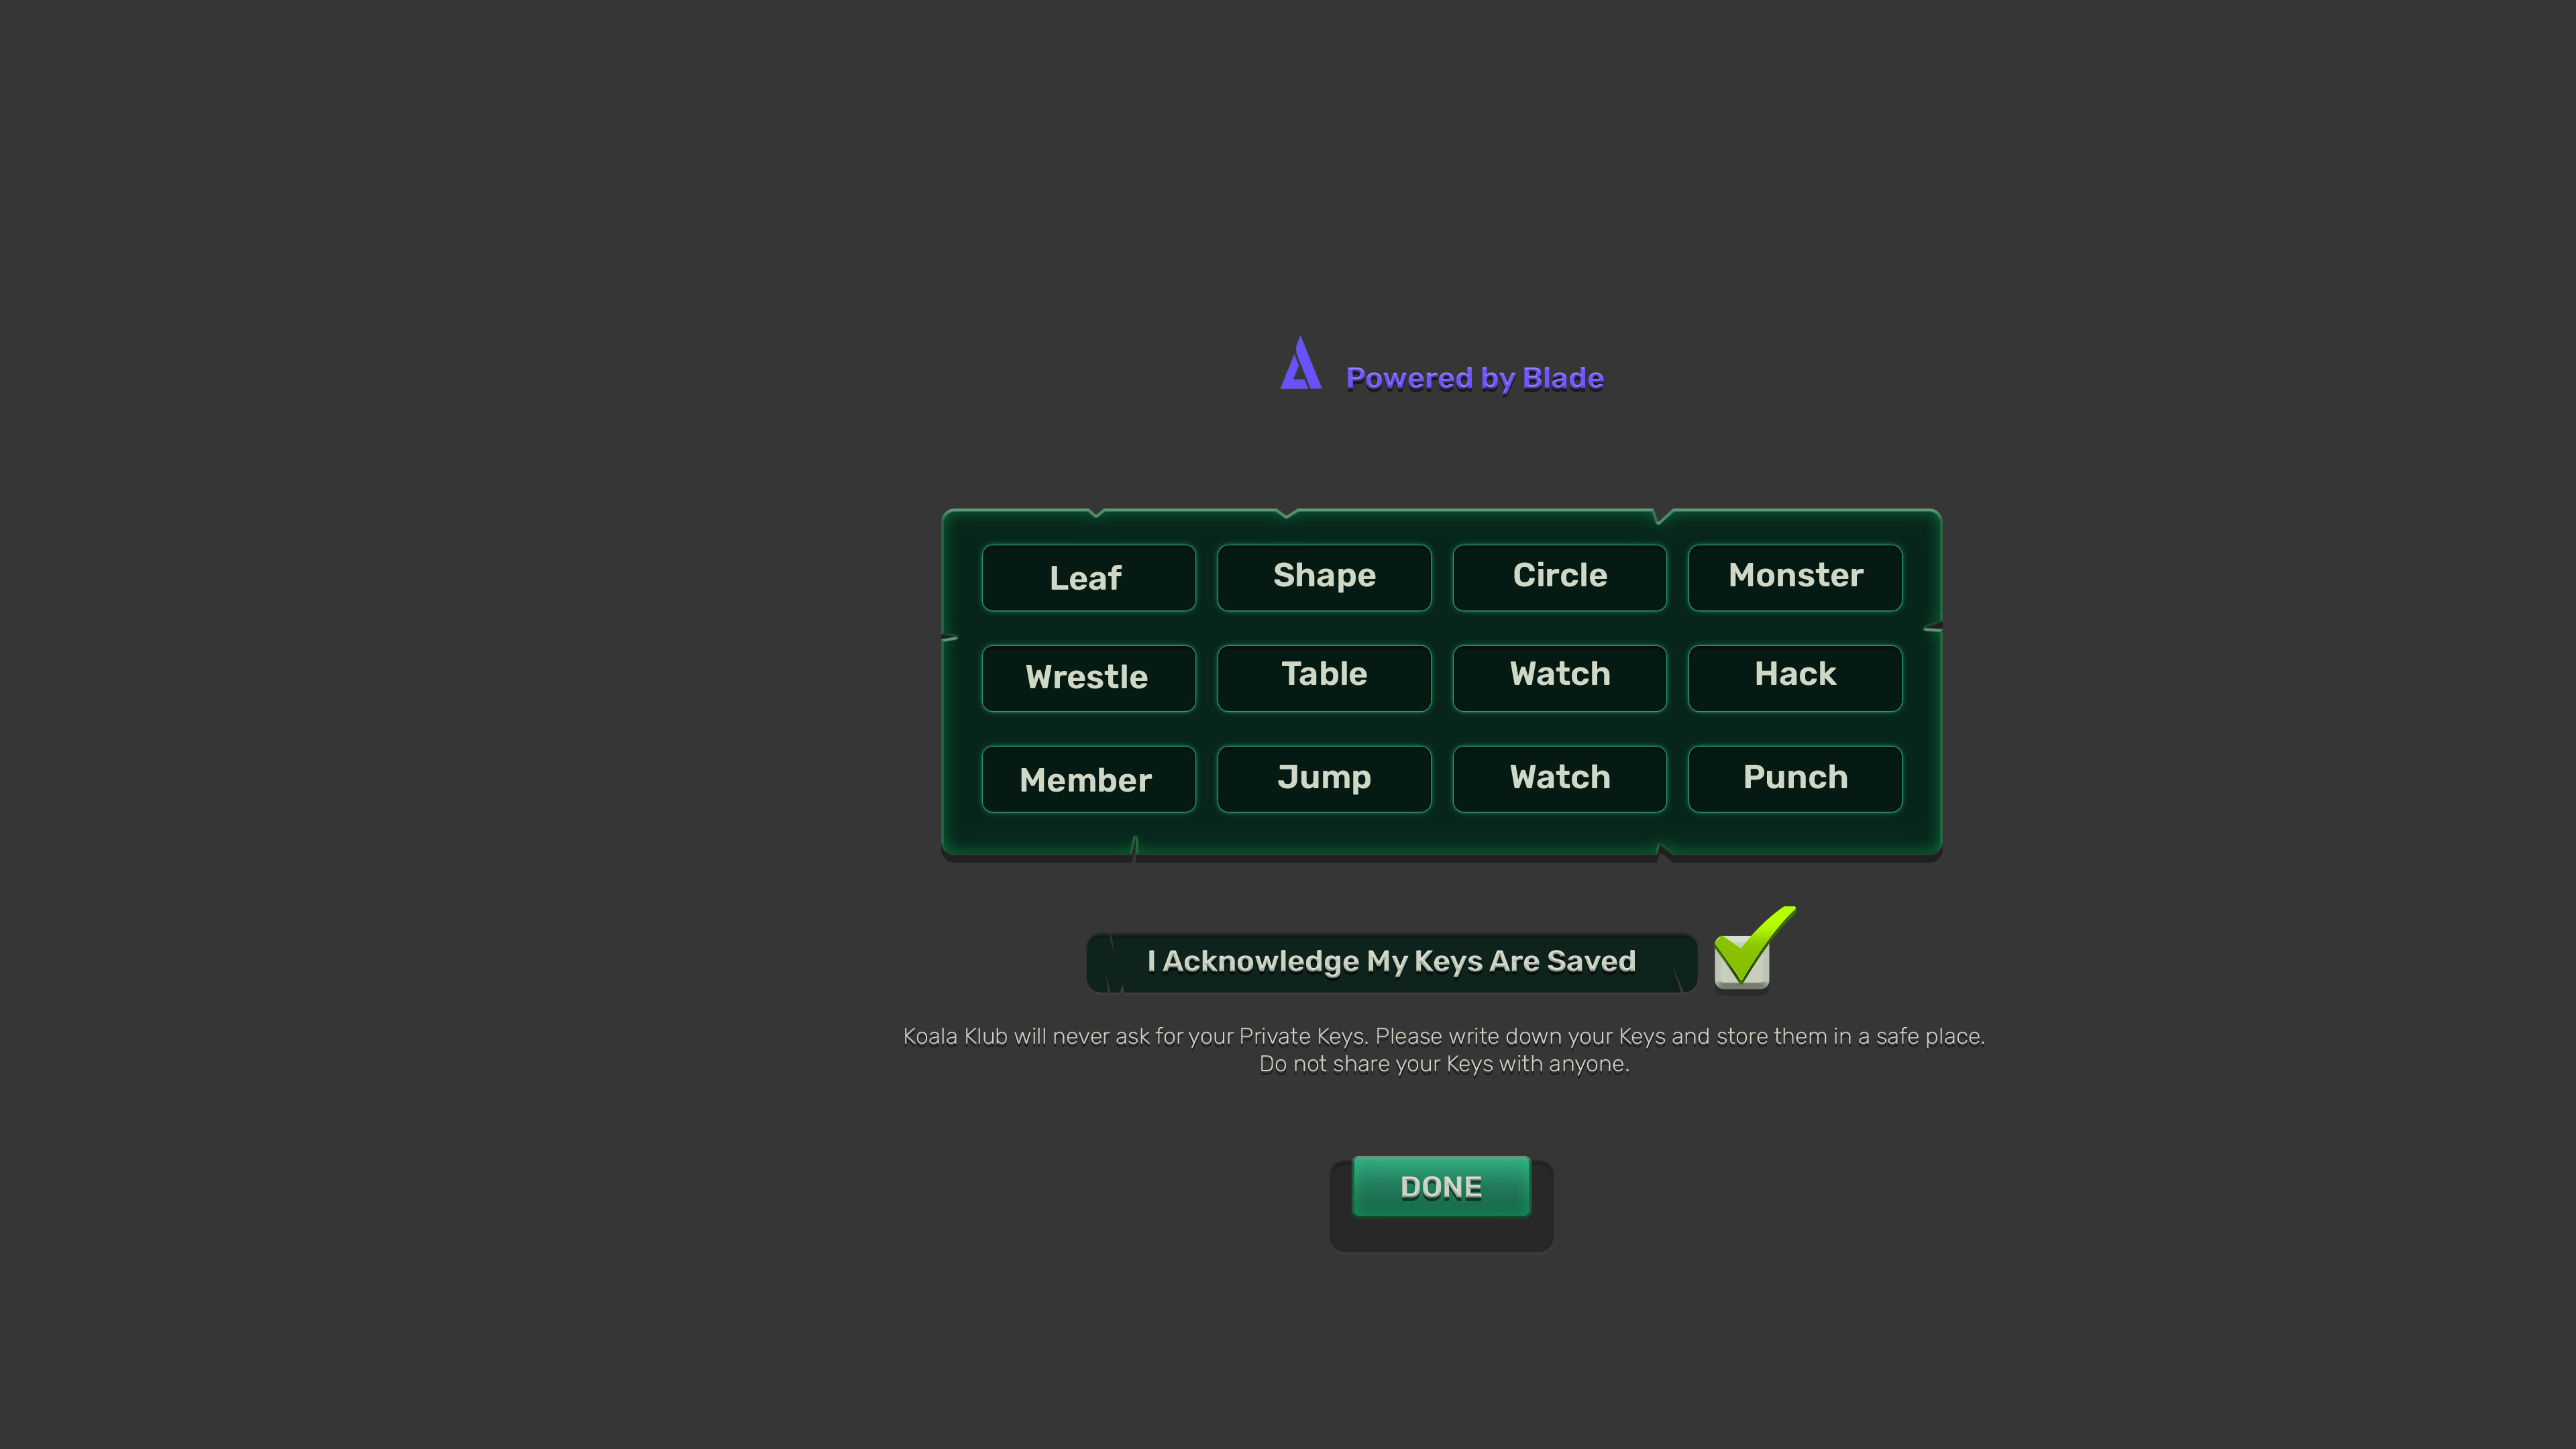 Powered by Blade
Leaf Shape Circle Monster
Wrestle Table Watch Hack
Member Jump Watch Punch
I Acknowledge My Keys Are Saved
Koala Klub will never ask for your Private Keys. Please write down your Keys and store them in a safe place.
Do not share your Keys with anyone.
DONE